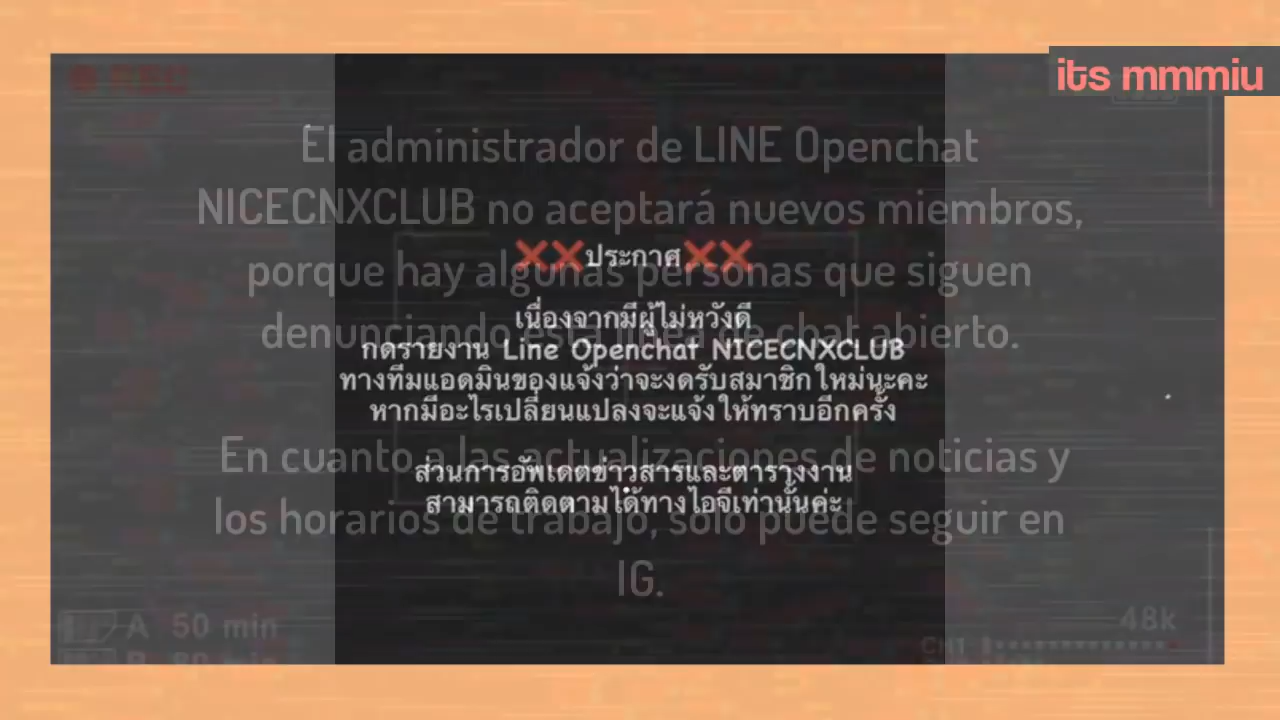 REC
its mmmiu
El administrador de LINE Openchat
NICECNXCLUB no aceptará nuevos miembros,
❌❌ประกาศ❌❌
porque hay algunas personas que siguen
เนื่องจากมีผู้ไม่หวังดี
denunciando esta línea de chat abierto.
กดรายงาน Line Openchat NICECNXCLUB
ทางทีมแอดมินของแจ้งว่าจะงดรับสมาชิกใหม่นะคะ
หากมีอะไรเปลี่ยนแปลงจะแจ้งให้ทราบอีกครั้ง
En cuanto a las actualizaciones de noticias y
ส่วนการอัพเดตข่าวสารและตารางงาน
สามารถติดตามได้ทางไอจีเท่านั้นค่ะ
los horarios de trabajo, solo puede seguir en
IG.
A 50 min
48k
B 80 min
CH1